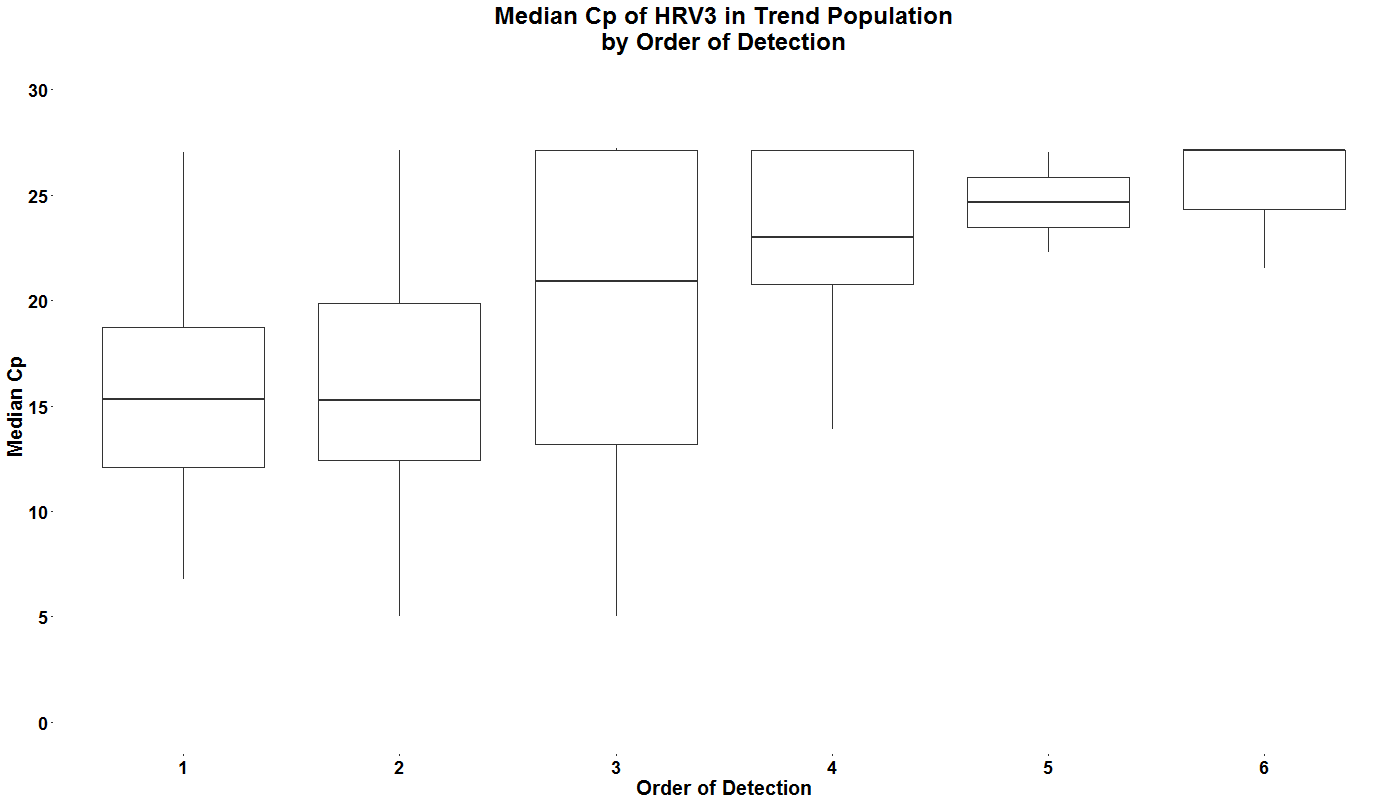 Median Cp of HRV3 in Trend Population
by Order of Detection
30
25
20
15
10
5
0
Median Cp
1 2 3 4 5 6
Order of Detection